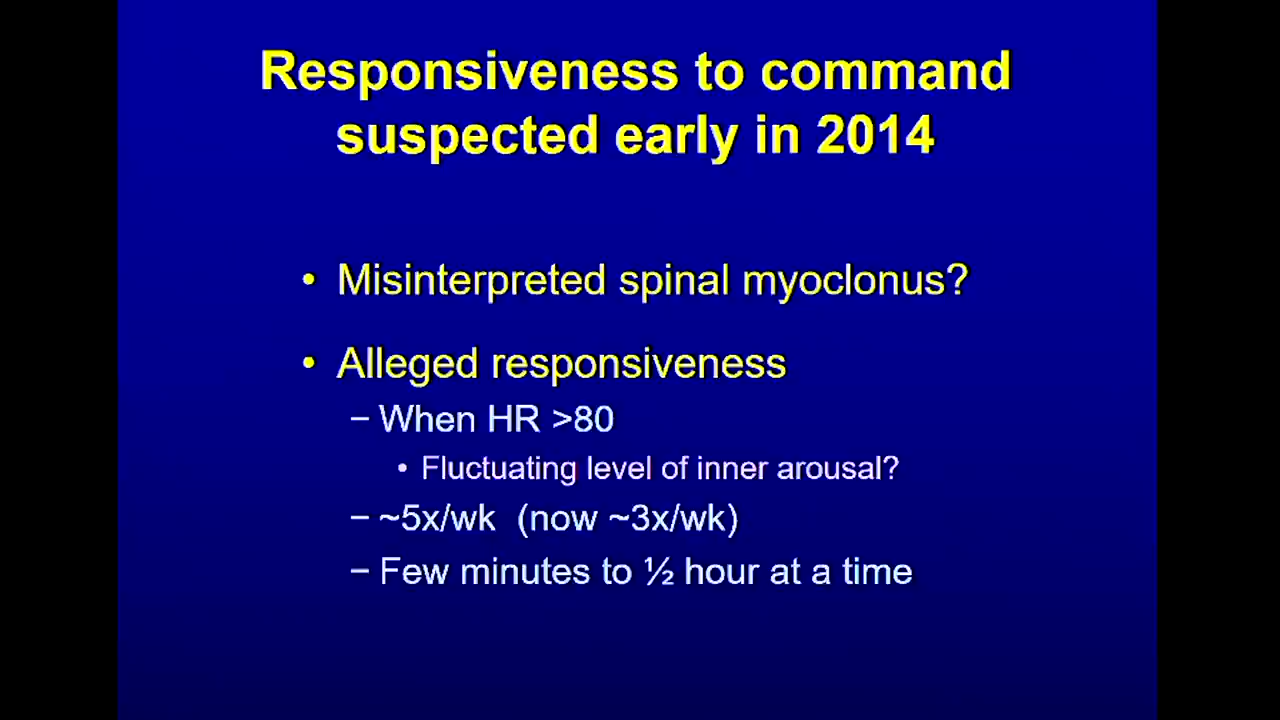 Responsiveness to command
suspected early in 2014
• Misinterpreted spinal myoclonus?
• Alleged responsiveness
– When HR >80
• Fluctuating level of inner arousal?
– ~5x/wk (now ~3x/wk)
– Few minutes to ½ hour at a time